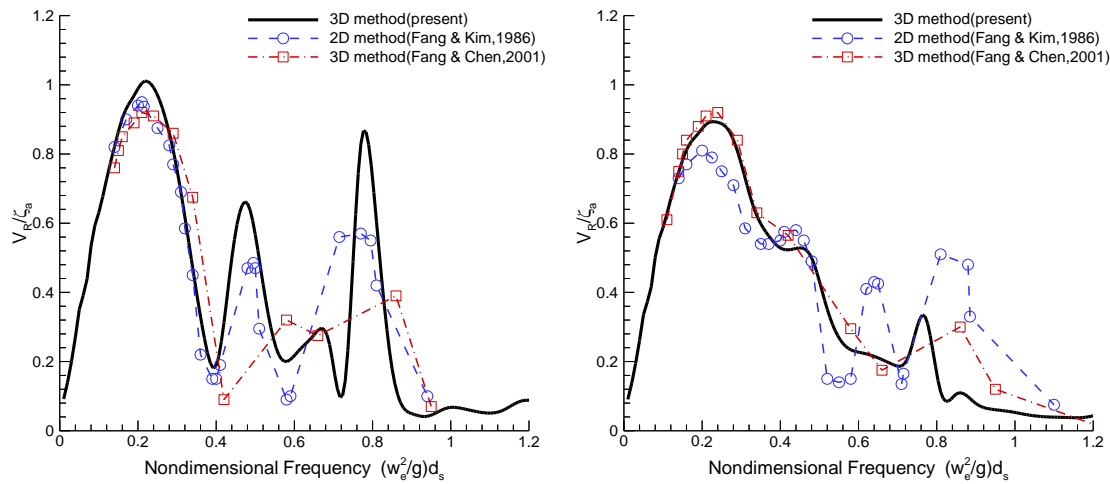 3D method(present)
2D method(Fang & Kim,1986)
3D method(Fang & Chen,2001)
V_R/ζ_a
1.2
1
0.8
0.6
0.4
0.2
0
0 0.2 0.4 0.6 0.8 1 1.2
Nondimensional Frequency (w_e^2/g)d_s
3D method(present)
2D method(Fang & Kim,1986)
3D method(Fang & Chen,2001)
V_R/ζ_a
1.2
1
0.8
0.6
0.4
0.2
0
0 0.2 0.4 0.6 0.8 1 1.2
Nondimensional Frequency (w_e^2/g)d_s